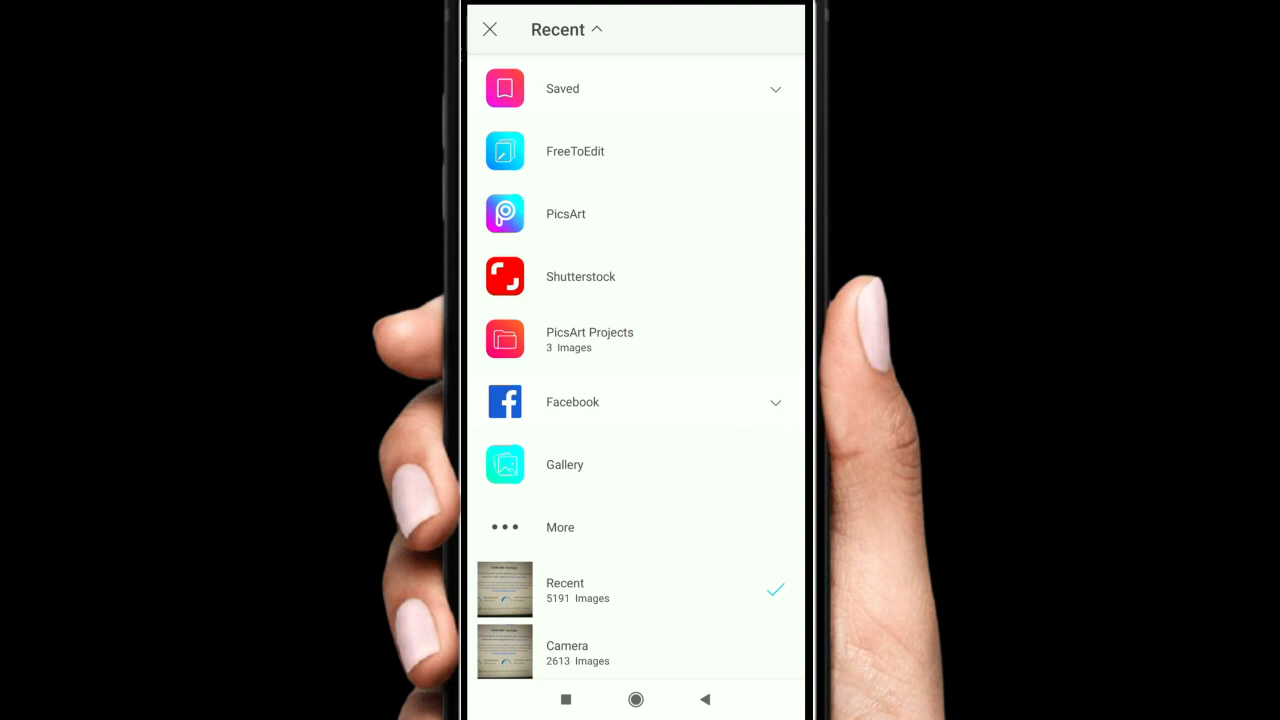 Recent
Saved
FreeToEdit
PicsArt
Shutterstock
PicsArt Projects
3 Images
Facebook
Gallery
More
Recent
5191 Images
Camera
2613 Images